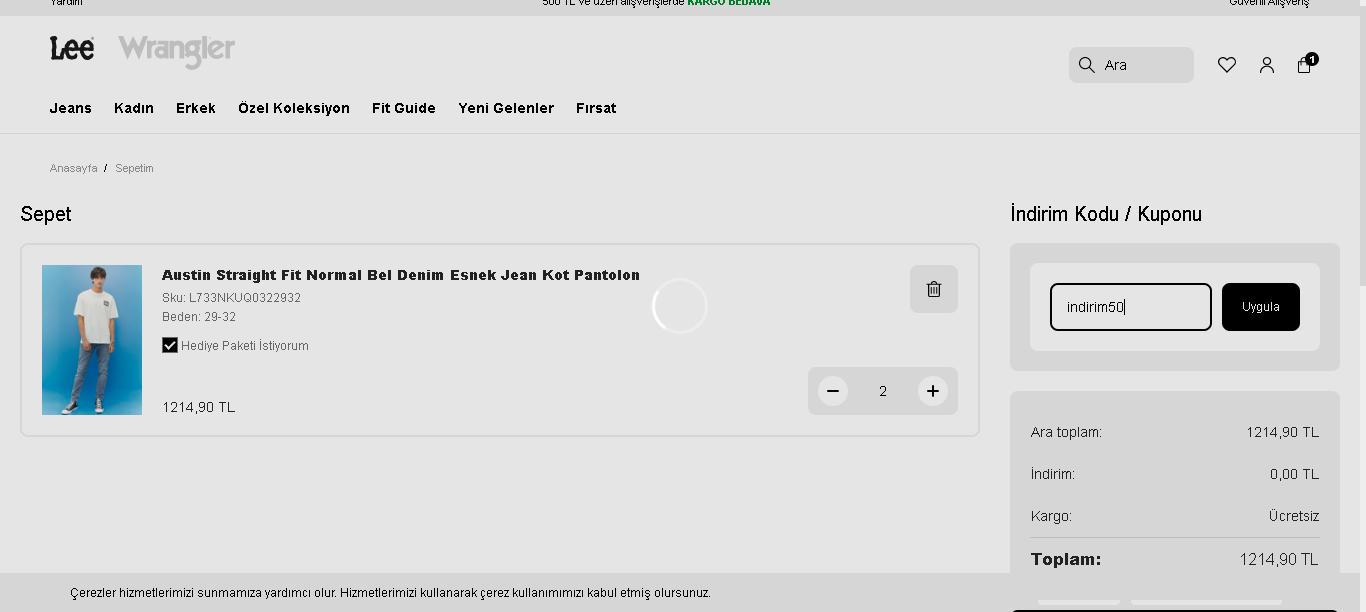 Yardım
500 TL ve üzeri alışverişlerde KARGO BEDAVA
Güvenli Alışveriş
Lee Wrangler
Ara
1
Jeans Kadın Erkek Özel Koleksiyon Fit Guide Yeni Gelenler Fırsat
Anasayfa / Sepetim
Sepet
Austin Straight Fit Normal Bel Denim Esnek Jean Kot Pantolon
Sku: L733NKUQ0322932
Beden: 29-32
Hediye Paketi İstiyorum
1214,90 TL
2
İndirim Kodu / Kuponu
indirim50
Uygula
Ara toplam: 1214,90 TL
İndirim: 0,00 TL
Kargo: Ücretsiz
Toplam: 1214,90 TL
Çerezler hizmetlerimizi sunmamıza yardımcı olur. Hizmetlerimizi kullanarak çerez kullanımımızı kabul etmiş olursunuz.